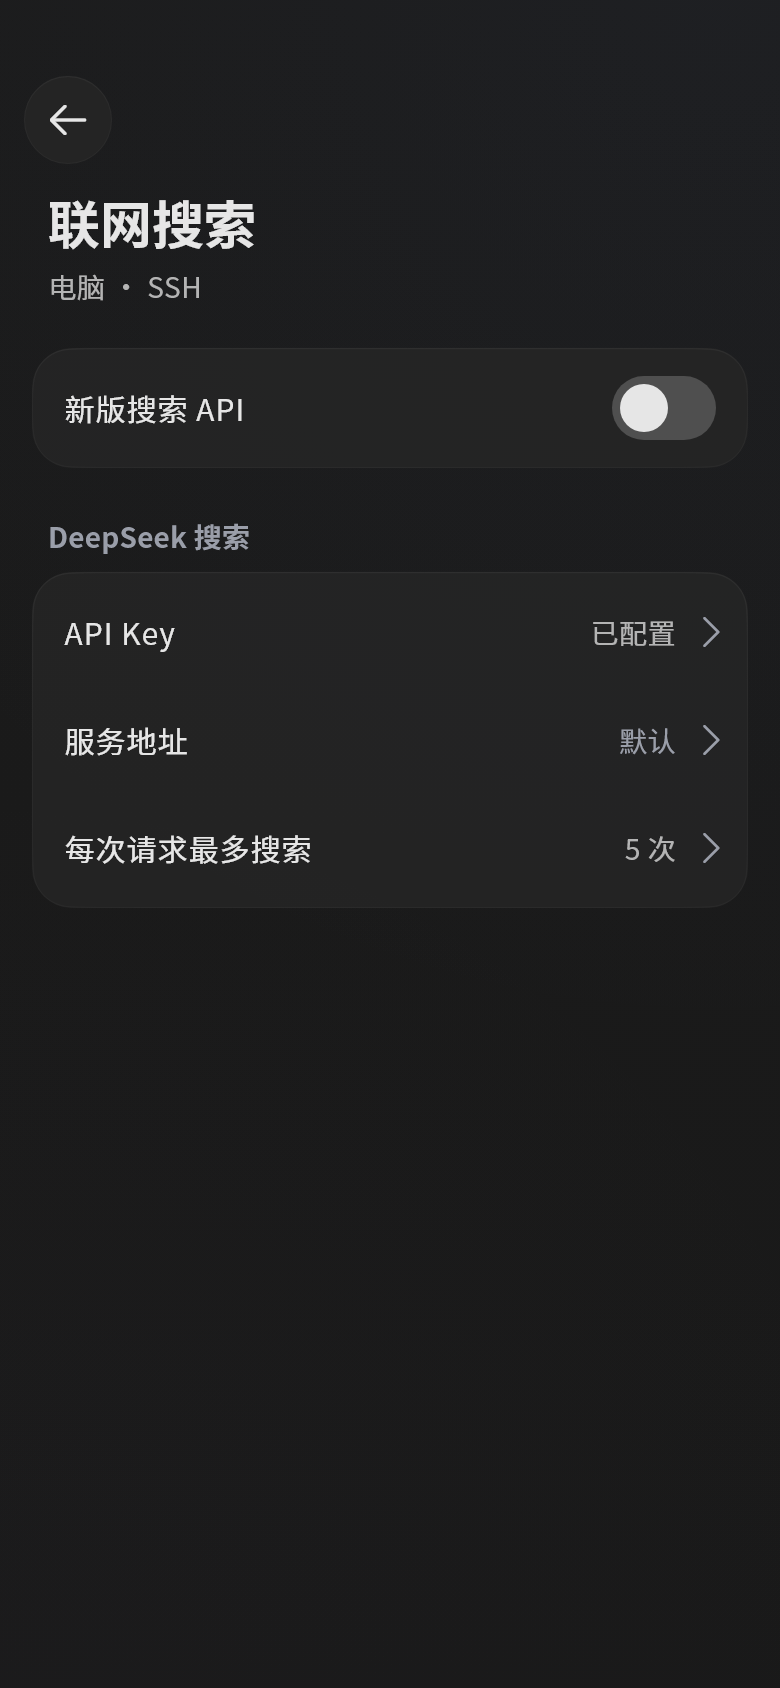 联网搜索
电脑 · SSH
新版搜索 API
DeepSeek 搜索
API Key 已配置
服务地址 默认
每次请求最多搜索 5 次